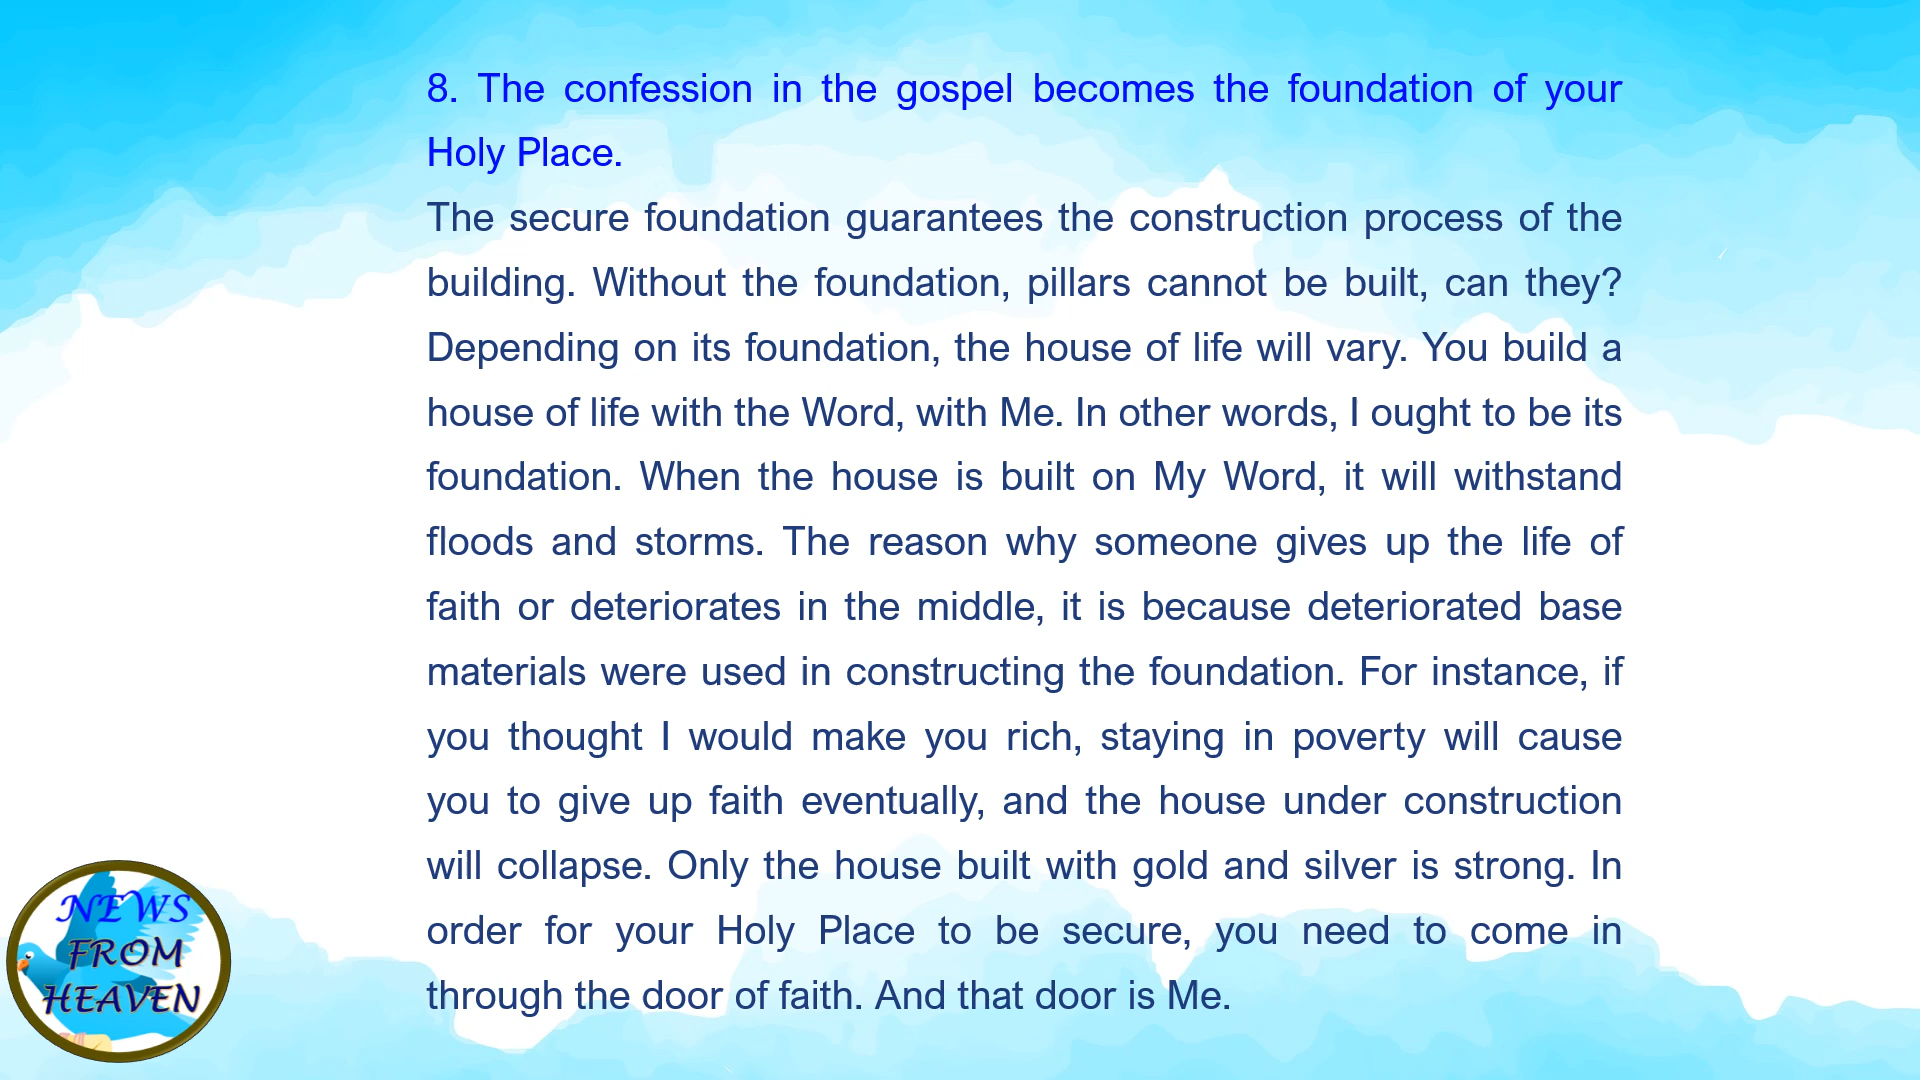 8. The confession in the gospel becomes the foundation of your
Holy Place.
The secure foundation guarantees the construction process of the
building. Without the foundation, pillars cannot be built, can they?
Depending on its foundation, the house of life will vary. You build a
house of life with the Word, with Me. In other words, I ought to be its
foundation. When the house is built on My Word, it will withstand
floods and storms. The reason why someone gives up the life of
faith or deteriorates in the middle, it is because deteriorated base
materials were used in constructing the foundation. For instance, if
you thought I would make you rich, staying in poverty will cause
you to give up faith eventually, and the house under construction
will collapse. Only the house built with gold and silver is strong. In
order for your Holy Place to be secure, you need to come in
through the door of faith. And that door is Me.
NEWS
FROM
HEAVEN